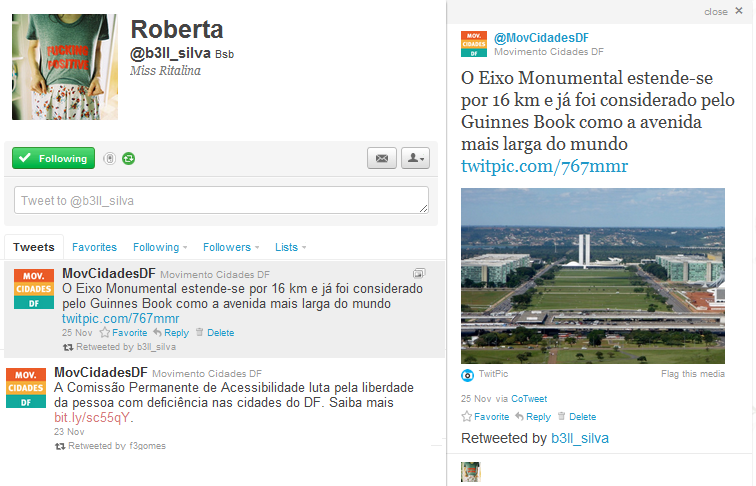 Roberta
@b3ll_silva Bsb
Miss Ritalina
Following
Tweet to @b3ll_silva
Tweets Favorites Following Followers Lists
MOV.
CIDADES
DF
MovCidadesDF Movimento Cidades DF
O Eixo Monumental estende-se por 16 km e já foi considerado
pelo Guinnes Book como a avenida mais larga do mundo
twitpic.com/767mmr
25 Nov Favorite Reply Delete
Retweeted by b3ll_silva
MOV.
CIDADES
DF
MovCidadesDF Movimento Cidades DF
A Comissão Permanente de Acessibilidade luta pela liberdade
da pessoa com deficiência nas cidades do DF. Saiba mais
bit.ly/sc55qY.
23 Nov
Retweeted by f3gomes
close ×
MOV.
CIDADES
DF
@MovCidadesDF
Movimento Cidades DF
O Eixo Monumental estende-se
por 16 km e já foi considerado pelo
Guinnes Book como a avenida
mais larga do mundo
twitpic.com/767mmr
TwitPic Flag this media
25 Nov via CoTweet
Favorite Reply Delete
Retweeted by b3ll_silva